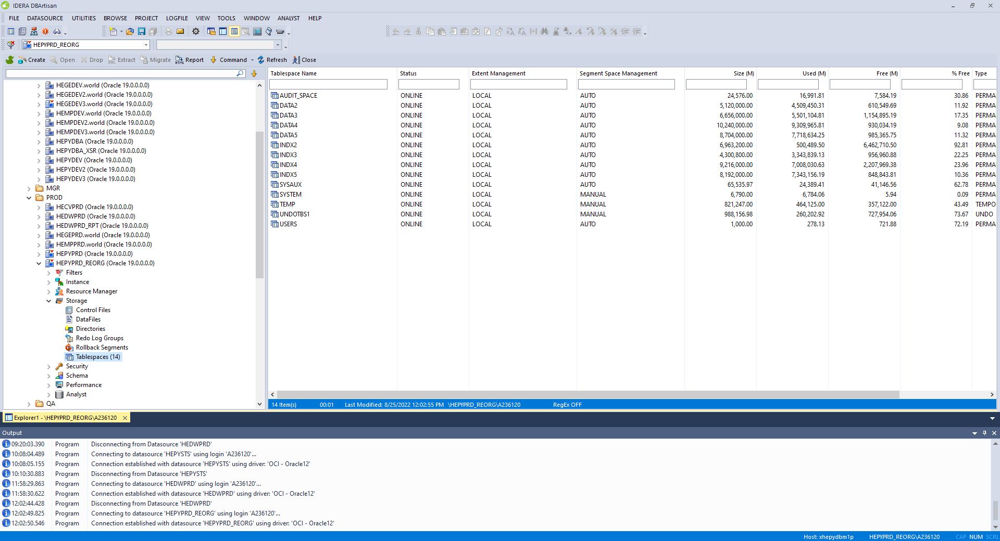 IDERA DBArtisan
FILE DATASOURCE UTILITIES BROWSE PROJECT LOGFILE VIEW TOOLS WINDOW ANALYST HELP
HEPYPRD_REORG
Create Open Drop Extract Migrate Report Command Refresh Close
HEGEDEV.world (Oracle 19.0.0.0.0)
HEGEDEV2.world (Oracle 19.0.0.0.0)
HEGEDEV3.world (Oracle 19.0.0.0.0)
HEMPDEV.world (Oracle 19.0.0.0.0)
HEMPDEV2.world (Oracle 19.0.0.0.0)
HEMPDEV3.world (Oracle 19.0.0.0.0)
HEPYDBA (Oracle 19.0.0.0.0)
HEPYDBA_XSR (Oracle 19.0.0.0.0)
HEPYDEV (Oracle 19.0.0.0.0)
HEPYDEV2 (Oracle 19.0.0.0.0)
HEPYDEV3 (Oracle 19.0.0.0.0)
MGR
PROD
HECVPRD (Oracle 19.0.0.0.0)
HEDWPRD (Oracle 19.0.0.0.0)
HEDWPRD_RPT (Oracle 19.0.0.0.0)
HEGEPRD.world (Oracle 19.0.0.0.0)
HEMPPRD.world (Oracle 19.0.0.0.0)
HEPYPRD (Oracle 19.0.0.0.0)
HEPYPRD_REORG (Oracle 19.0.0.0.0)
Filters
Instance
Resource Manager
Storage
Control Files
DataFiles
Directories
Redo Log Groups
Rollback Segments
Tablespaces (14)
Security
Schema
Performance
Analyst
QA
Tablespace Name Status Extent Management Segment Space Management Size (M) Used (M) Free (M) % Free Type
AUDIT_SPACE ONLINE LOCAL AUTO 24,576.00 16,991.81 7,584.19 30.86 PERMA
DATA2 ONLINE LOCAL AUTO 5,120,000.00 4,509,450.31 610,549.69 11.92 PERMA
DATA3 ONLINE LOCAL AUTO 6,656,000.00 5,501,104.81 1,154,895.19 17.35 PERMA
DATA4 ONLINE LOCAL AUTO 10,240,000.00 9,309,965.81 930,034.19 9.08 PERMA
DATA5 ONLINE LOCAL AUTO 8,704,000.00 7,718,634.25 985,365.75 11.32 PERMA
INDX2 ONLINE LOCAL AUTO 6,963,200.00 500,489.50 6,462,710.50 92.81 PERMA
INDX3 ONLINE LOCAL AUTO 4,300,800.00 3,343,839.13 956,960.88 22.25 PERMA
INDX4 ONLINE LOCAL AUTO 9,216,000.00 7,008,030.63 2,207,969.38 23.96 PERMA
INDX5 ONLINE LOCAL AUTO 8,192,000.00 7,343,156.19 848,843.81 10.36 PERMA
SYSAUX ONLINE LOCAL AUTO 65,535.97 24,389.41 41,146.56 62.78 PERMA
SYSTEM ONLINE LOCAL MANUAL 6,790.00 6,784.06 5.94 0.09 PERMA
TEMP ONLINE LOCAL MANUAL 821,247.00 464,125.00 357,122.00 43.49 TEMPO
UNDOTBS1 ONLINE LOCAL MANUAL 988,156.98 260,202.92 727,954.06 73.67 UNDO
USERS ONLINE LOCAL AUTO 1,000.00 278.13 721.88 72.19 PERMA
14 Item(s) 00:01 Last Modified: 8/25/2022 12:02:55 PM \HEPYPRD_REORG\A236120 RegEx OFF
Explorer1 - \HEPYPRD_REORG\A236120
Output
09:20:03.390 Program Disconnecting from Datasource 'HEDWPRD'
10:08:04.489 Program Connecting to datasource 'HEPYSTS' using login 'A236120'...
10:08:05.155 Program Connection established with datasource 'HEPYSTS' using driver: 'OCI - Oracle12'
10:10:30.883 Program Disconnecting from Datasource 'HEPYSTS'
11:58:29.863 Program Connecting to datasource 'HEDWPRD' using login 'A236120'...
11:58:30.622 Program Connection established with datasource 'HEDWPRD' using driver: 'OCI - Oracle12'
12:02:44.428 Program Disconnecting from Datasource 'HEDWPRD'
12:02:49.825 Program Connecting to datasource 'HEPYPRD_REORG' using login 'A236120'...
12:02:50.546 Program Connection established with datasource 'HEPYPRD_REORG' using driver: 'OCI - Oracle12'
Host: xhepydbm1p HEPYPRD_REORG\A236120 CAP NUM SCRL